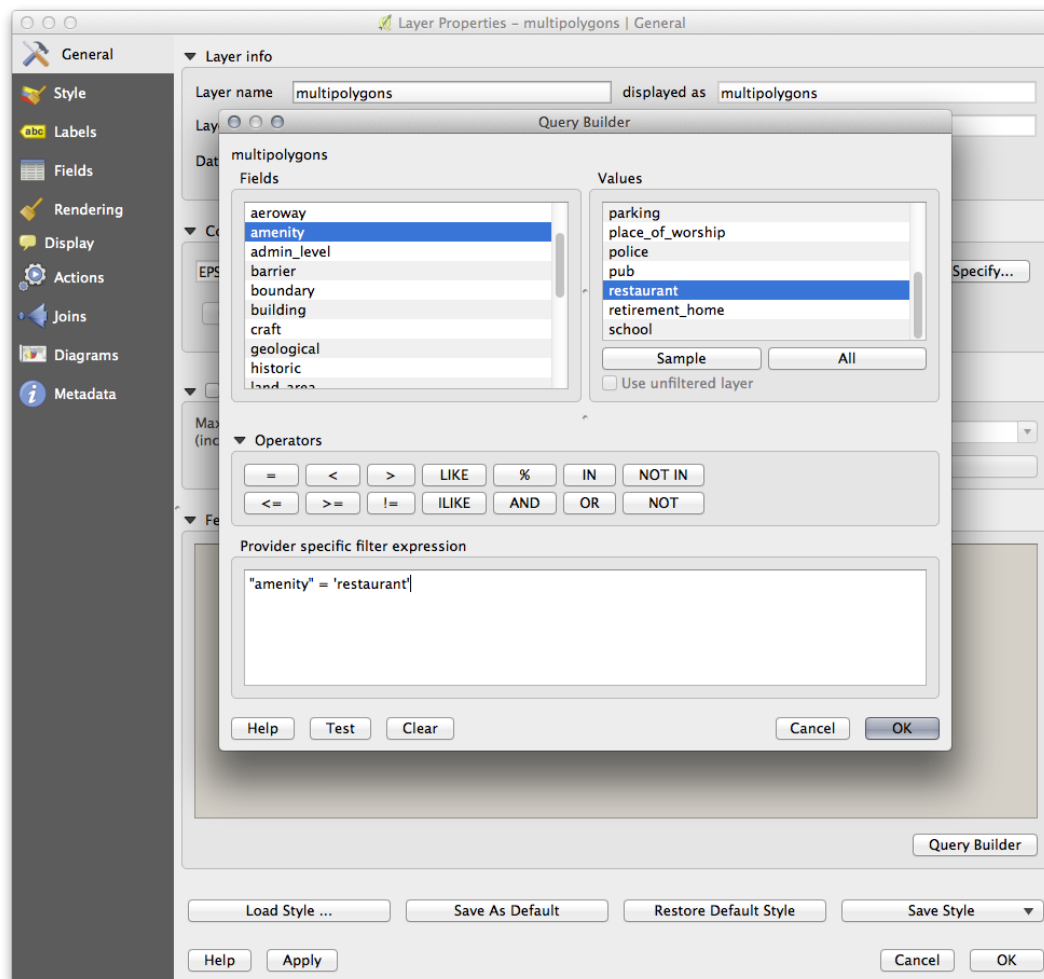 Layer Properties – multipolygons | General
General
Style
Labels
Fields
Rendering
Display
Actions
Joins
Diagrams
Metadata
Layer info
Layer name multipolygons displayed as multipolygons
Query Builder
multipolygons
Fields
aeroway
amenity
admin_level
barrier
boundary
building
craft
geological
historic
land_area
Values
parking
place_of_worship
police
pub
restaurant
retirement_home
school
Sample All
Use unfiltered layer
Specify...
Operators
= < > LIKE % IN NOT IN
<= >= != ILIKE AND OR NOT
Provider specific filter expression
"amenity" = 'restaurant'
Help Test Clear Cancel OK
Query Builder
Load Style ... Save As Default Restore Default Style Save Style
Help Apply Cancel OK